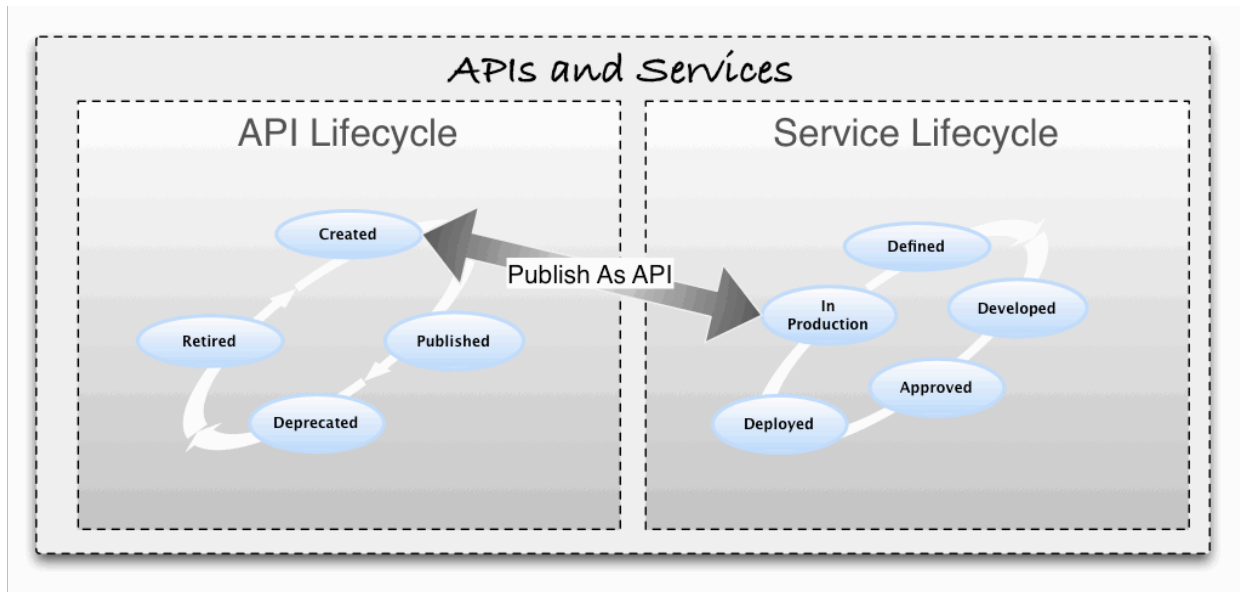 APIs and Services
API Lifecycle
Created
Retired
Published
Deprecated
Publish As API
Service Lifecycle
Defined
In
Production
Developed
Approved
Deployed